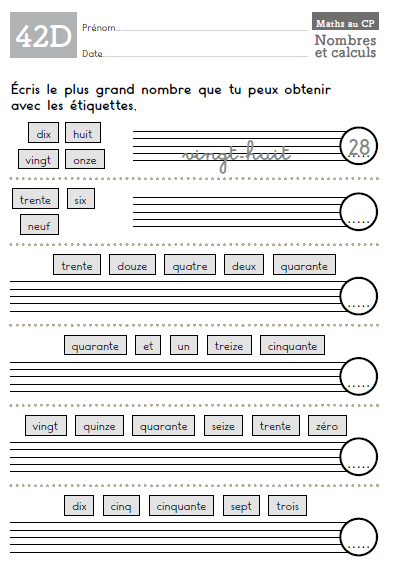 42D
Prénom
Date
Maths au CP
Nombres
et calculs
Écris le plus grand nombre que tu peux obtenir
avec les étiquettes.
dix huit
vingt onze
vingt-huit 28
trente six
neuf
.....
trente douze quatre deux quarante
.....
quarante et un treize cinquante
.....
vingt quinze quarante seize trente zéro
.....
dix cinq cinquante sept trois
.....